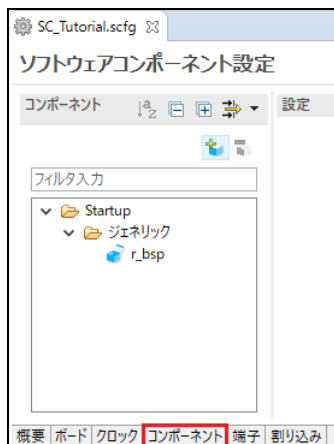 SC_Tutorial.scfg
ソフトウェアコンポーネント設定
コンポーネント 設定
フィルタ入力
Startup
ジェネリック
r_bsp
概要 ボード クロック コンポーネント 端子 割り込み